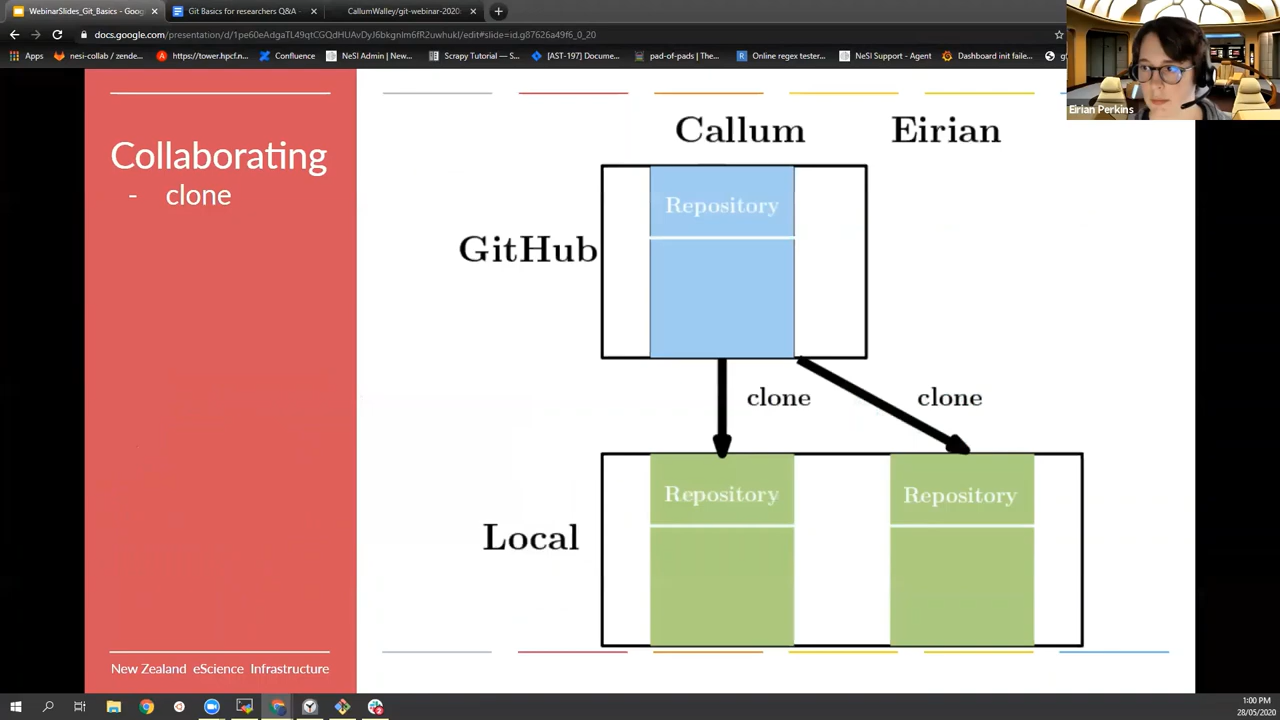 WebinarSlides_Git_Basics - Goog
Git Basics for researchers Q&A -
CallumWalley/git-webinar-2020:
docs.google.com/presentation/d/1pe60eAdgaTL49qtCGQdHUAvDyJ6bkgnIm6fR2uwhukI/edit#slide=id.g87626a49f6_0_20
Apps
nesi-collab / zende...
https://tower.hpcf.n...
Confluence
NeSI Admin | New...
Scrapy Tutorial — S...
[AST-197] Docume...
pad-of-pads | The...
Online regex tester...
NeSI Support - Agent
Dashboard init faile...
Eirian Perkins
Collaborating
- clone
Callum
Eirian
Repository
GitHub
clone
clone
Repository
Repository
Local
New Zealand eScience Infrastructure
1:00 PM
28/05/2020